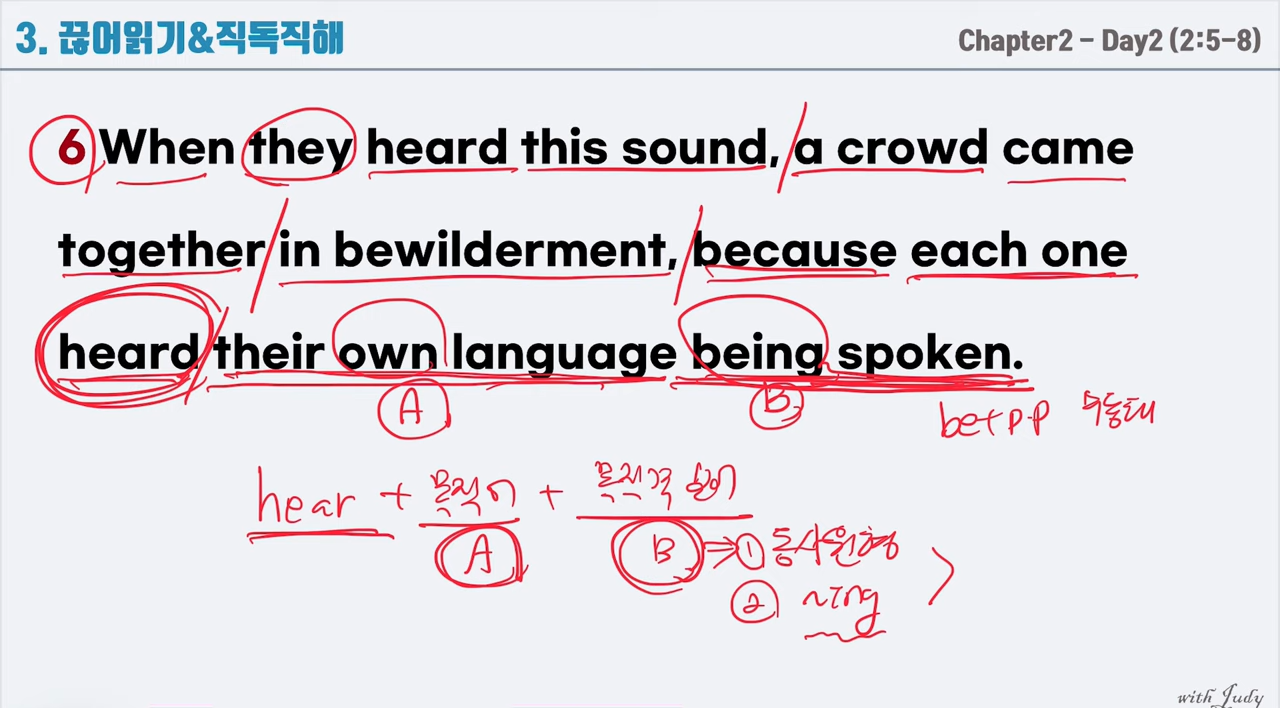 3. 끊어읽기&직독직해
Chapter2 - Day2 (2:5-8)
6 When they heard this sound, a crowd came
together in bewilderment, because each one
heard their own language being spoken.
A
B
be+p.p 수동태
hear + 목적어 + 목적격 보어
A
B ⇒ ① 동사원형
② ~ing
with Judy